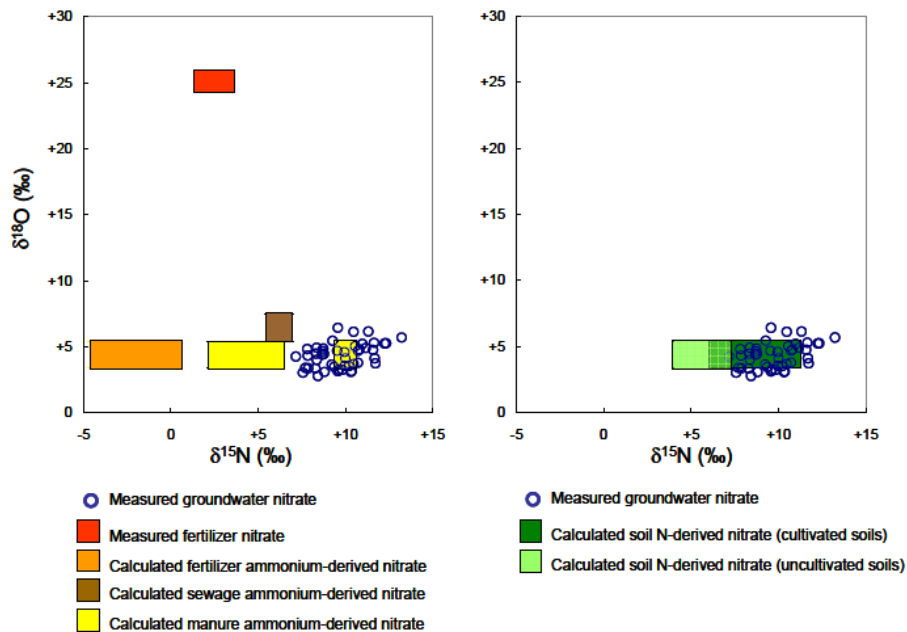 +30
+25
+20
+15
+10
+5
0
-5
0
+5
+10
+15
δ18O (‰)
δ15N (‰)
Measured groundwater nitrate
Measured fertilizer nitrate
Calculated fertilizer ammonium-derived nitrate
Calculated sewage ammonium-derived nitrate
Calculated manure ammonium-derived nitrate
+30
+25
+20
+15
+10
+5
0
-5
0
+5
+10
+15
δ15N (‰)
Measured groundwater nitrate
Calculated soil N-derived nitrate (cultivated soils)
Calculated soil N-derived nitrate (uncultivated soils)